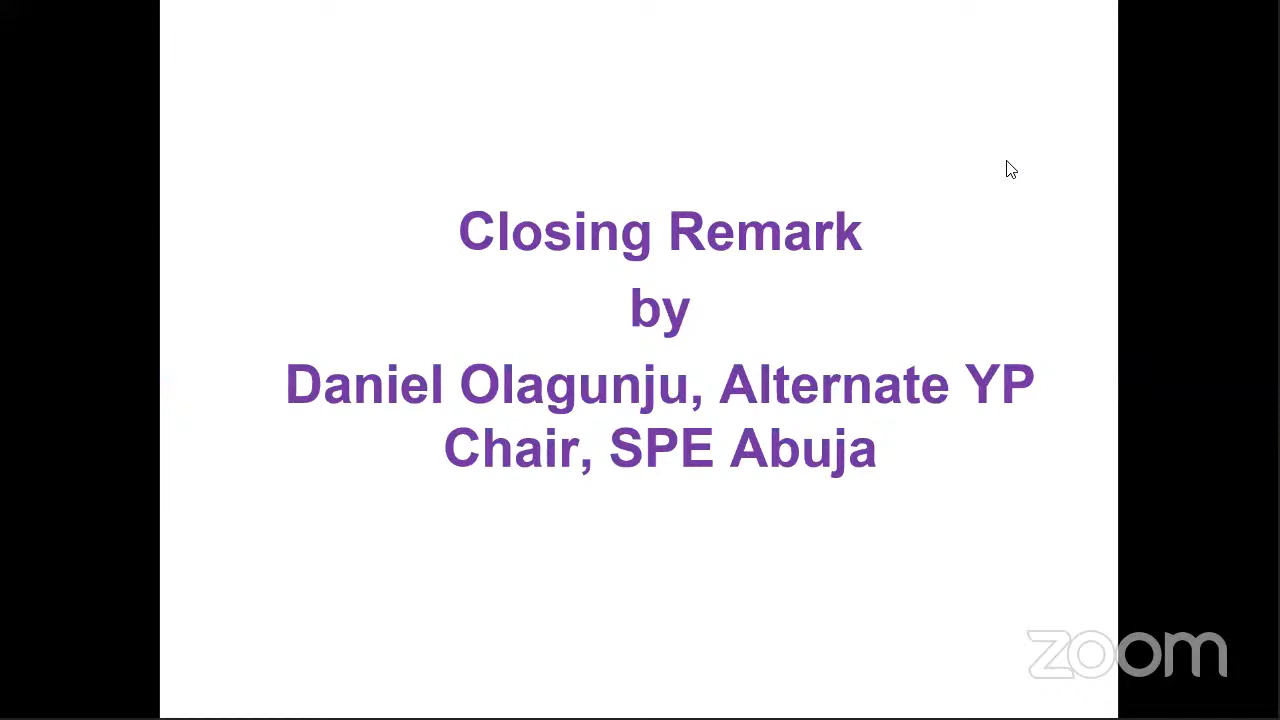 Closing Remark
by
Daniel Olagunju, Alternate YP
Chair, SPE Abuja
zoom